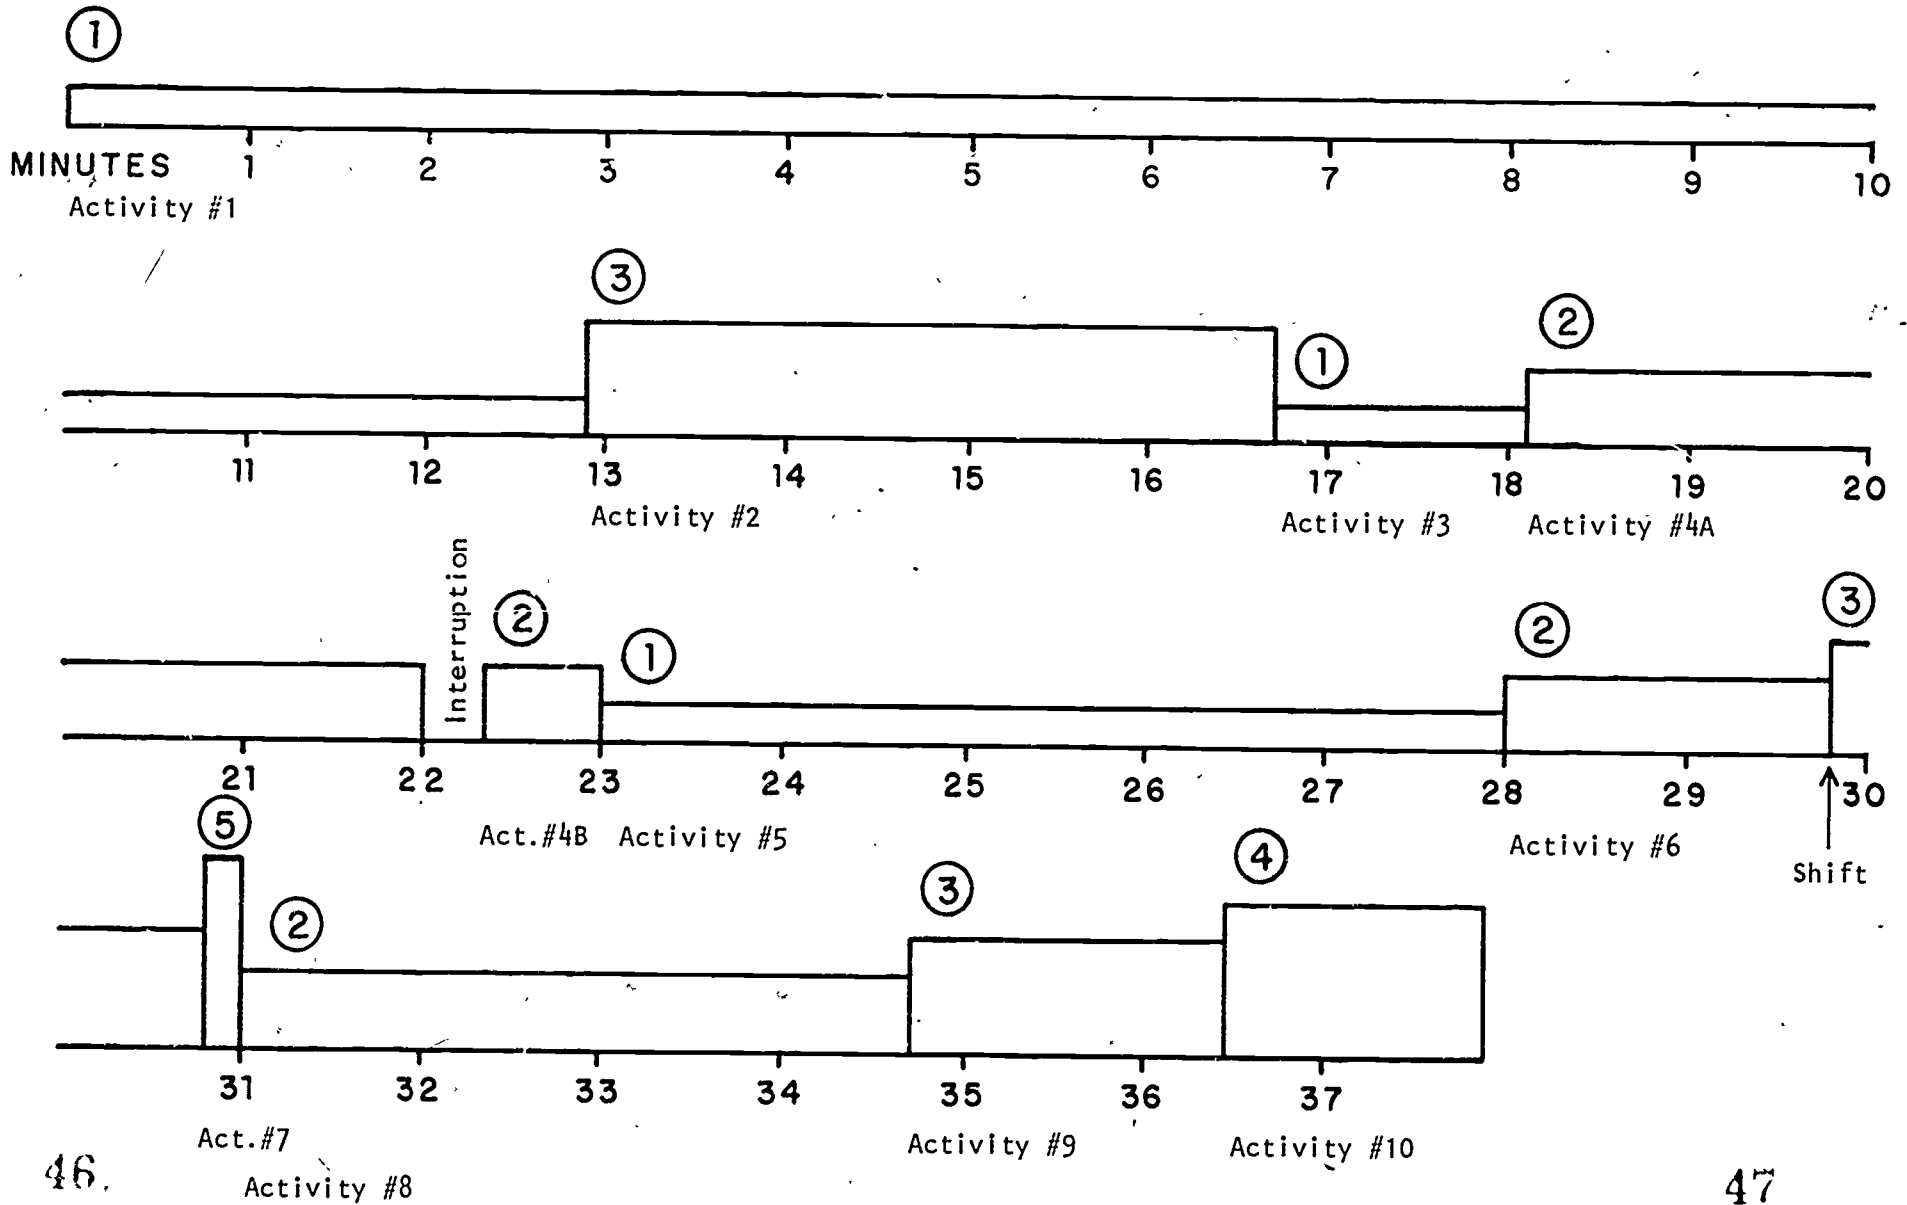 ①
MINUTES 1 2 3 4 5 6 7 8 9 10
Activity #1
③
①
②
11 12 13 14 15 16 17 18 19 20
Activity #2 Activity #3 Activity #4A
Interruption
②
①
②
③
21 22 23 24 25 26 27 28 29 30
Act.#4B Activity #5 Activity #6
Shift
⑤
②
③
④
31 32 33 34 35 36 37
Act.#7 Activity #9 Activity #10
Activity #8
46.
47